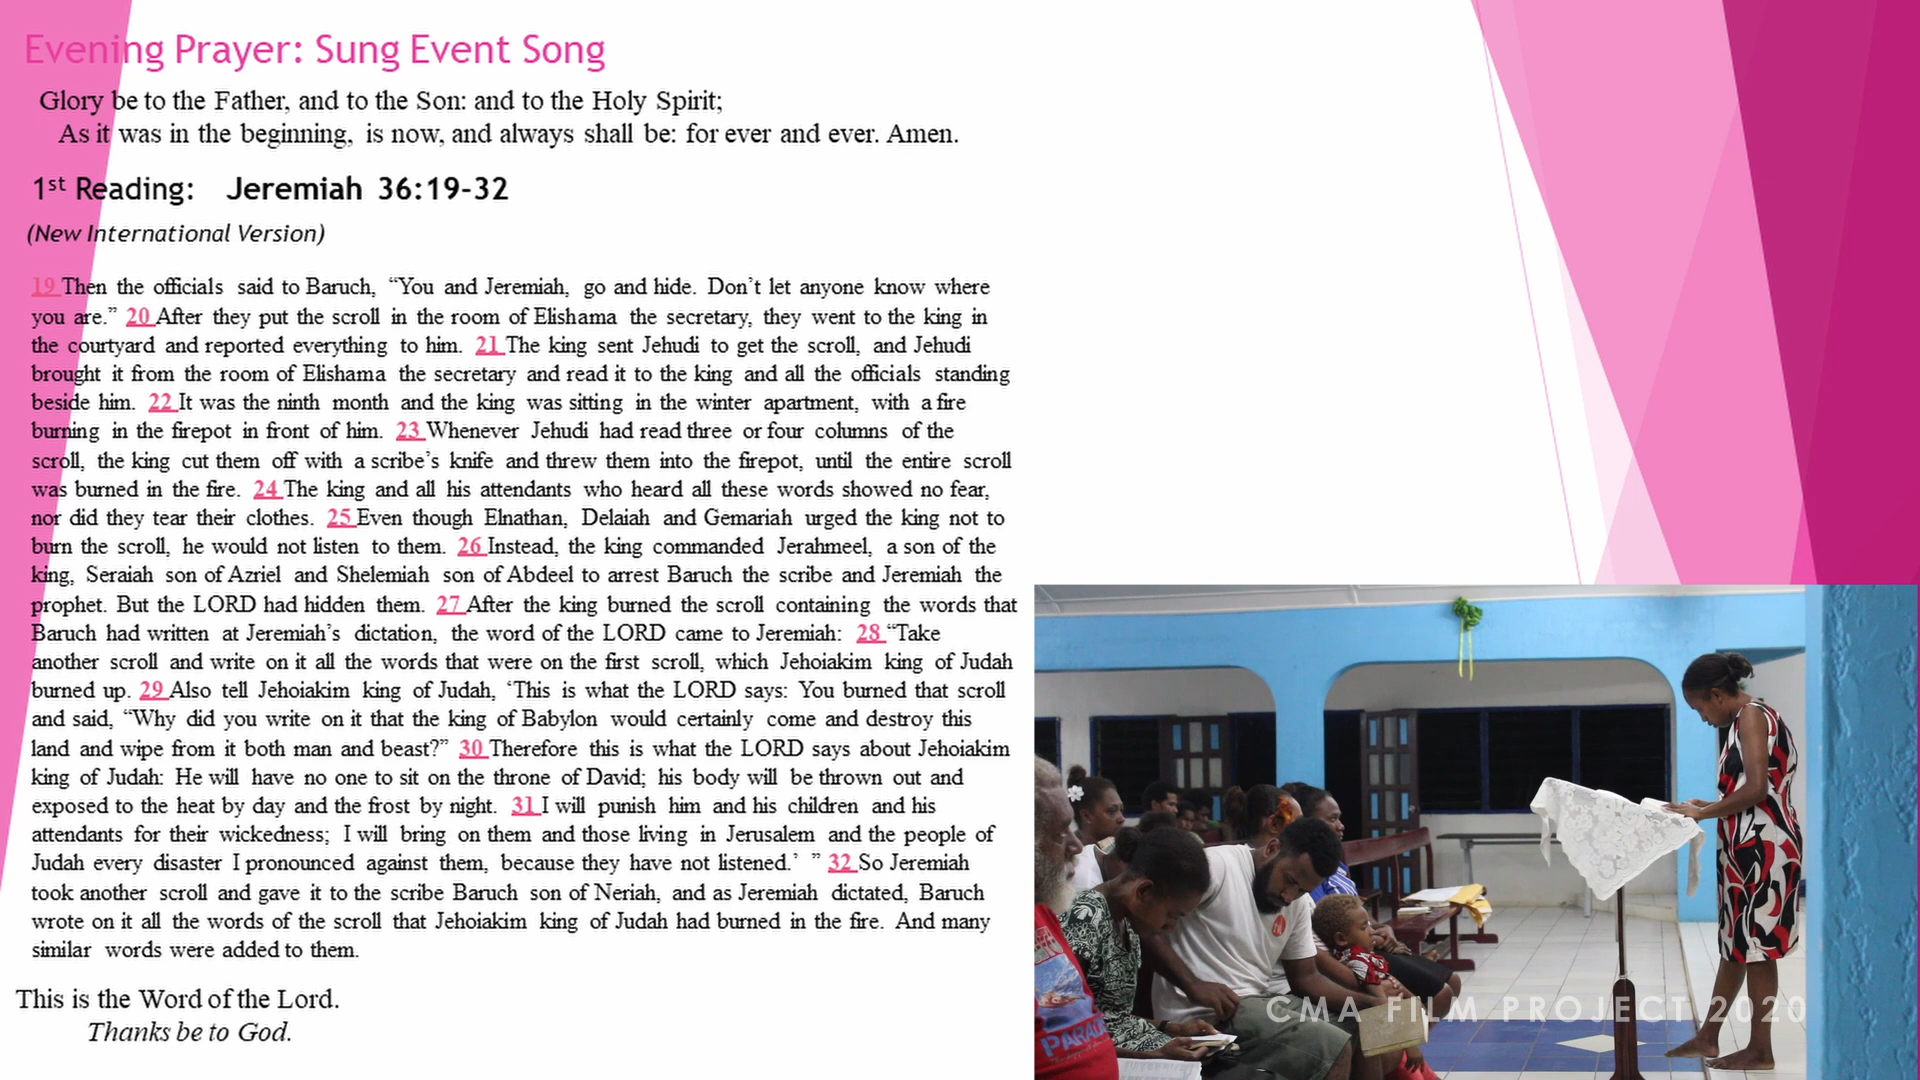 Evening Prayer: Sung Event Song
Glory be to the Father, and to the Son: and to the Holy Spirit;
As it was in the beginning, is now, and always shall be: for ever and ever. Amen.
1st Reading: Jeremiah 36:19-32
(New International Version)
19 Then the officials said to Baruch, “You and Jeremiah, go and hide. Don’t let anyone know where
you are.” 20 After they put the scroll in the room of Elishama the secretary, they went to the king in
the courtyard and reported everything to him. 21 The king sent Jehudi to get the scroll, and Jehudi
brought it from the room of Elishama the secretary and read it to the king and all the officials standing
beside him. 22 It was the ninth month and the king was sitting in the winter apartment, with a fire
burning in the firepot in front of him. 23 Whenever Jehudi had read three or four columns of the
scroll, the king cut them off with a scribe’s knife and threw them into the firepot, until the entire scroll
was burned in the fire. 24 The king and all his attendants who heard all these words showed no fear,
nor did they tear their clothes. 25 Even though Elnathan, Delaiah and Gemariah urged the king not to
burn the scroll, he would not listen to them. 26 Instead, the king commanded Jerahmeel, a son of the
king, Seraiah son of Azriel and Shelemiah son of Abdeel to arrest Baruch the scribe and Jeremiah the
prophet. But the LORD had hidden them. 27 After the king burned the scroll containing the words that
Baruch had written at Jeremiah’s dictation, the word of the LORD came to Jeremiah: 28 “Take
another scroll and write on it all the words that were on the first scroll, which Jehoiakim king of Judah
burned up. 29 Also tell Jehoiakim king of Judah, ‘This is what the LORD says: You burned that scroll
and said, “Why did you write on it that the king of Babylon would certainly come and destroy this
land and wipe from it both man and beast?” 30 Therefore this is what the LORD says about Jehoiakim
king of Judah: He will have no one to sit on the throne of David; his body will be thrown out and
exposed to the heat by day and the frost by night. 31 I will punish him and his children and his
attendants for their wickedness; I will bring on them and those living in Jerusalem and the people of
Judah every disaster I pronounced against them, because they have not listened.’ ” 32 So Jeremiah
took another scroll and gave it to the scribe Baruch son of Neriah, and as Jeremiah dictated, Baruch
wrote on it all the words of the scroll that Jehoiakim king of Judah had burned in the fire. And many
similar words were added to them.
This is the Word of the Lord.
Thanks be to God.
CMA FILM PROJECT 2020